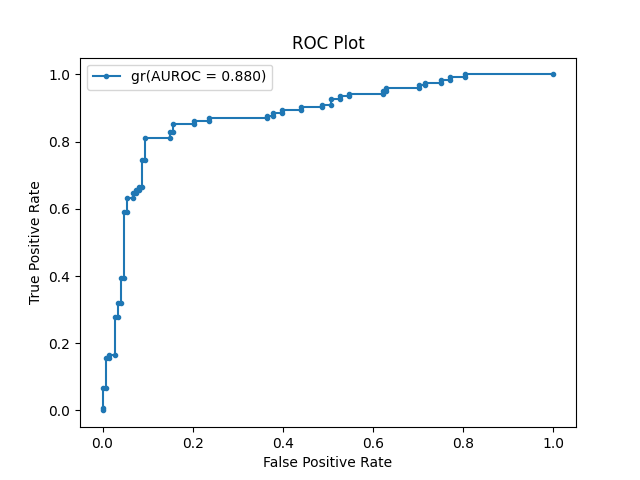 ROC Plot
gr(AUROC = 0.880)
True Positive Rate
1.0
0.8
0.6
0.4
0.2
0.0
0.0 0.2 0.4 0.6 0.8 1.0
False Positive Rate